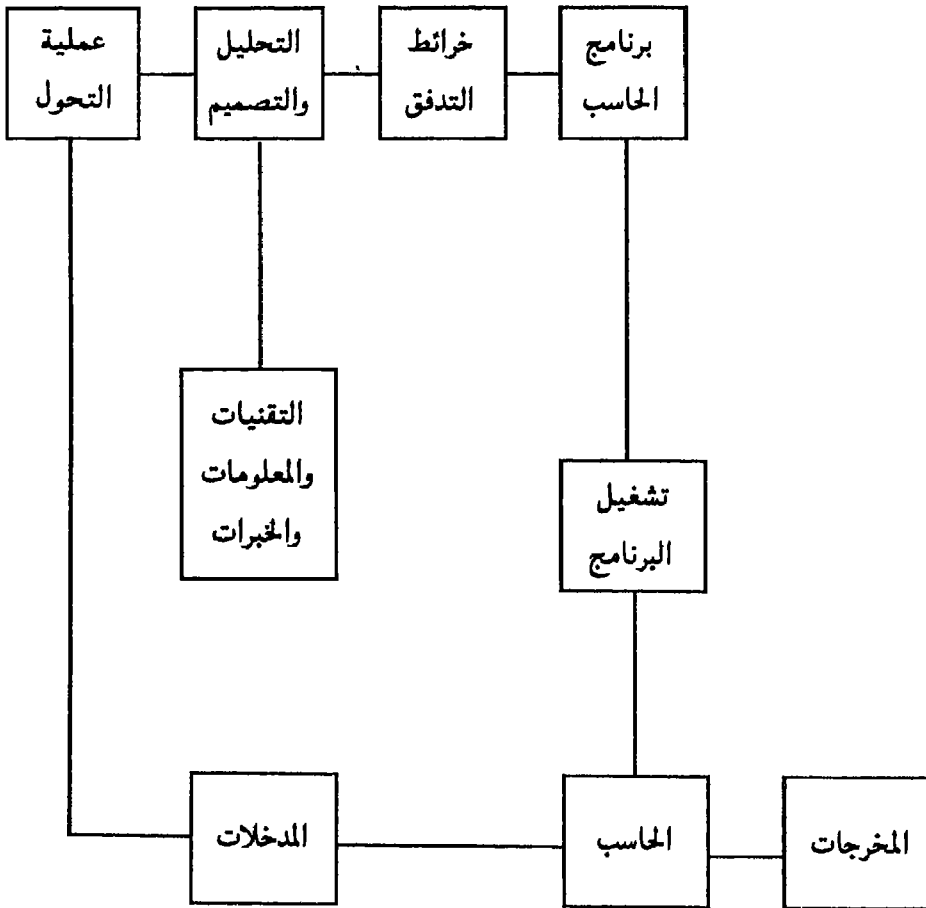 عملية
التحول
التحليل
والتصميم
خرائط
التدفق
برنامج
الحاسب
التقنيات
والمعلومات
والخبرات
تشغيل
البرنامج
المدخلات
الحاسب
المخرجات